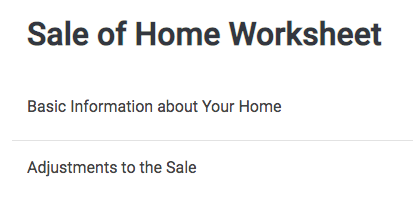 Sale of Home Worksheet
Basic Information about Your Home
Adjustments to the Sale